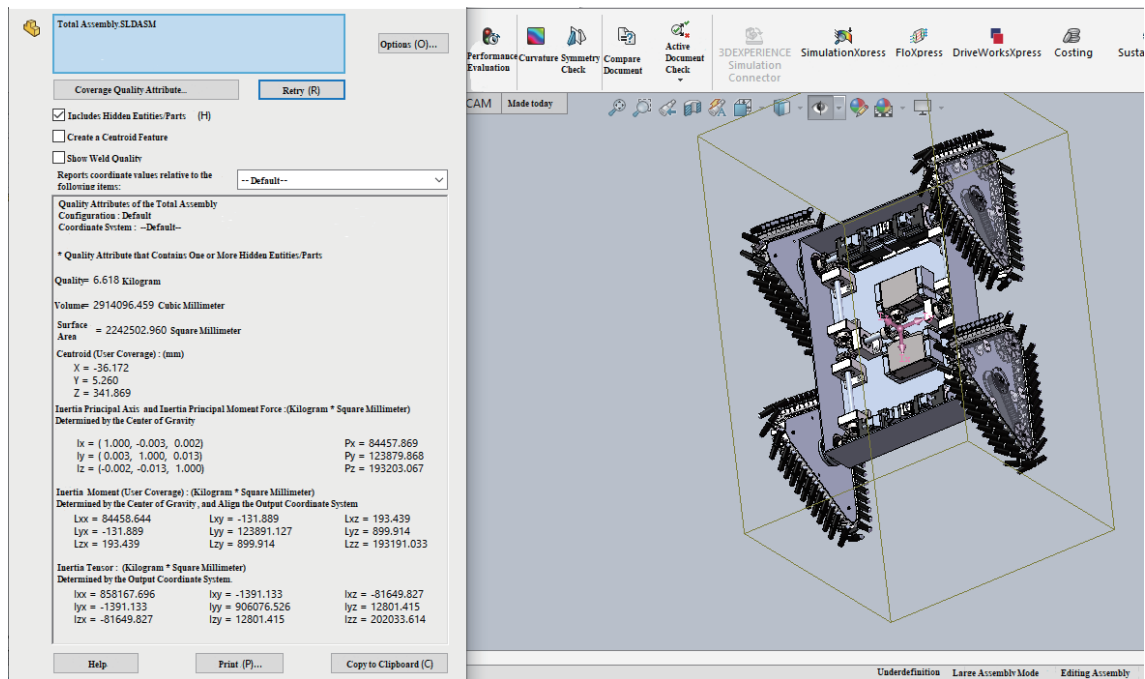 Total Assembly.SLDASM
Options (O)...
Coverage Quality Attribute...
Retry (R)
Includes Hidden Entities/Parts (H)
Create a Centroid Feature
Show Weld Quality
Reports coordinate values relative to the
following items:
-- Default--
Quality Attributes of the Total Assembly
Configuration : Default
Coordinate System : --Default--
* Quality Attribute that Contains One or More Hidden Entities/Parts
Quality= 6.618 Kilogram
Volume= 2914096.459 Cubic Millimeter
Surface
Area = 2242502.960 Square Millimeter
Centroid (User Coverage) : (mm)
X = -36.172
Y = 5.260
Z = 341.869
Inertia Principal Axis and Inertia Principal Moment Force :(Kilogram * Square Millimeter)
Determined by the Center of Gravity
Ix = ( 1.000, -0.003, 0.002) Px = 84457.869
Iy = ( 0.003, 1.000, 0.013) Py = 123879.868
Iz = (-0.002, -0.013, 1.000) Pz = 193203.067
Inertia Moment (User Coverage) : (Kilogram * Square Millimeter)
Determined by the Center of Gravity, and Align the Output Coordinate System
Lxx = 84458.644 Lxy = -131.889 Lxz = 193.439
Lyx = -131.889 Lyy = 123891.127 Lyz = 899.914
Lzx = 193.439 Lzy = 899.914 Lzz = 193191.033
Inertia Tensor : (Kilogram * Square Millimeter)
Determined by the Output Coordinate System.
Ixx = 858167.696 Ixy = -1391.133 Ixz = -81649.827
Iyx = -1391.133 Iyy = 906076.526 Iyz = 12801.415
Izx = -81649.827 Izy = 12801.415 Izz = 202033.614
Help
Print (P)...
Copy to Clipboard (C)
Performance
Evaluation
Curvature
Symmetry
Check
Compare
Document
Active
Document
Check
3DEXPERIENCE
Simulation
Connector
SimulationXpress
FloXpress
DriveWorksXpress
Costing
Susta
CAM
Made today
Underdefinition Large Assembly Mode Editing Assembly